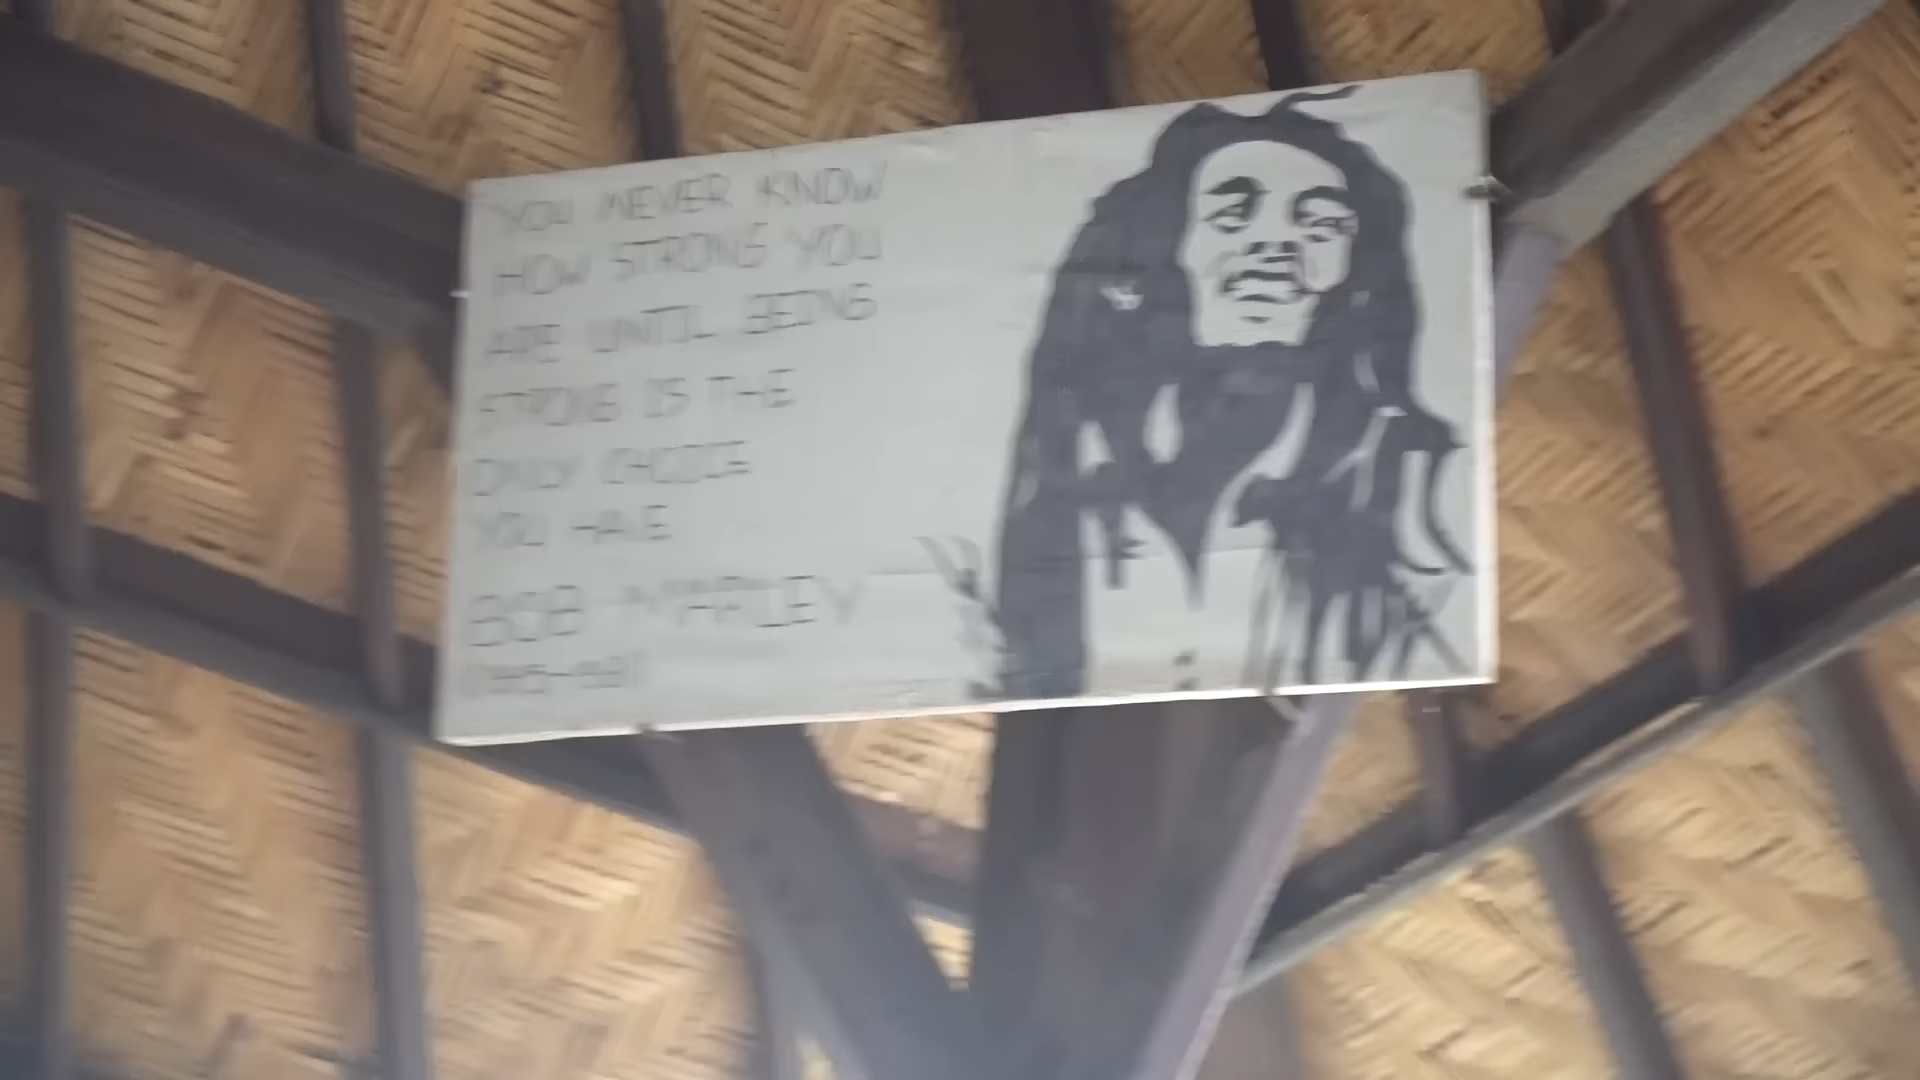 YOU NEVER KNOW
HOW STRONG YOU
ARE UNTIL BEING
STRONG IS THE
ONLY CHOICE
YOU HAVE
BOB MARLEY